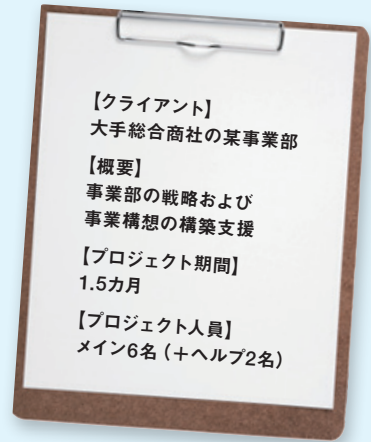 【クライアント】
大手総合商社の某事業部
【概要】
事業部の戦略および
事業構想の構築支援
【プロジェクト期間】
1.5カ月
【プロジェクト人員】
メイン6名（＋ヘルプ2名）